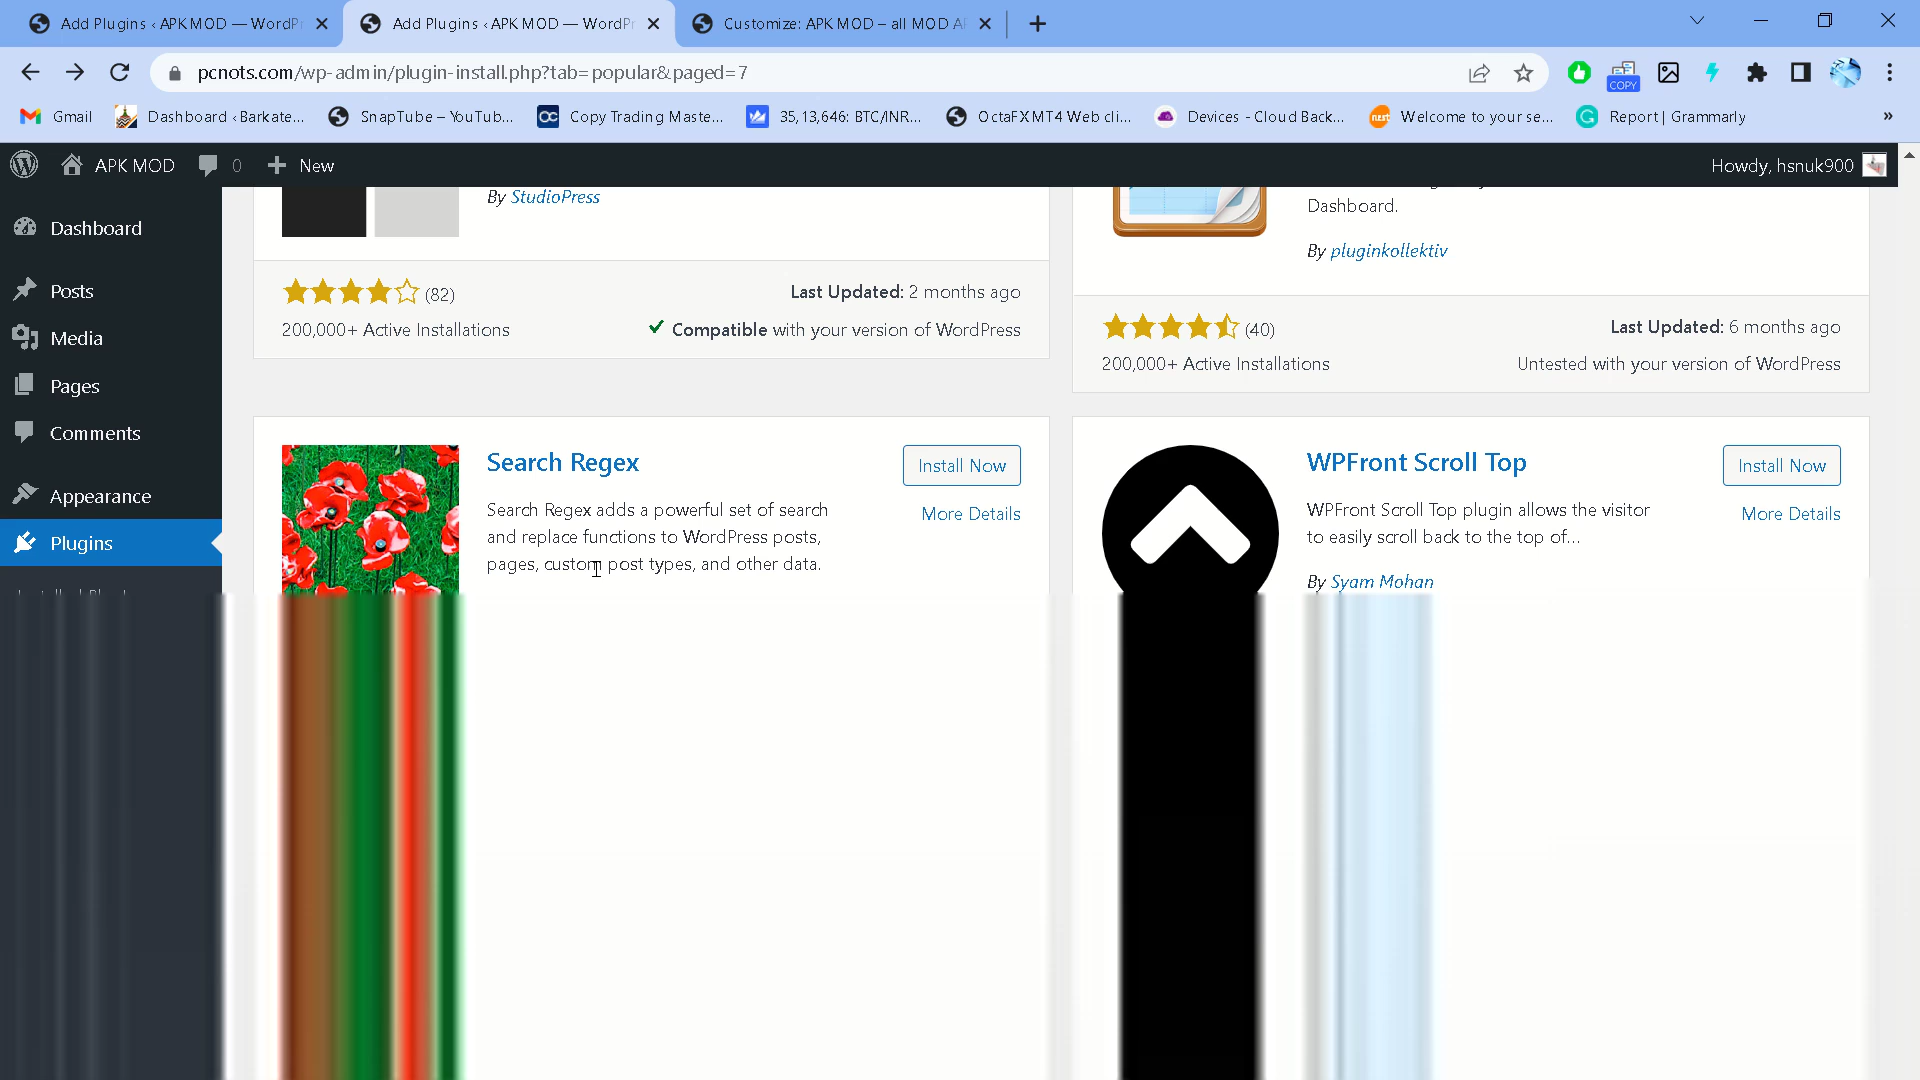 Add Plugins ‹ APK MOD — WordPr
Add Plugins ‹ APK MOD — WordPr
Customize: APK MOD – all MOD A
pcnots.com/wp-admin/plugin-install.php?tab=popular&paged=7
COPY
Gmail
Dashboard ‹ Barkate...
SnapTube – YouTub...
Copy Trading Maste...
35,13,646: BTC/INR...
OctaFX MT4 Web cli...
Devices - Cloud Back...
Welcome to your se...
Report | Grammarly
»
APK MOD
0
New
Howdy, hsnuk900
Dashboard
Posts
Media
Pages
Comments
Appearance
Plugins
By StudioPress
(82)
Last Updated: 2 months ago
200,000+ Active Installations
Compatible with your version of WordPress
Dashboard.
By pluginkollektiv
(40)
Last Updated: 6 months ago
200,000+ Active Installations
Untested with your version of WordPress
Search Regex
Install Now
More Details
Search Regex adds a powerful set of search
and replace functions to WordPress posts,
pages, custom post types, and other data.
WPFront Scroll Top
Install Now
More Details
WPFront Scroll Top plugin allows the visitor
to easily scroll back to the top of...
By Syam Mohan